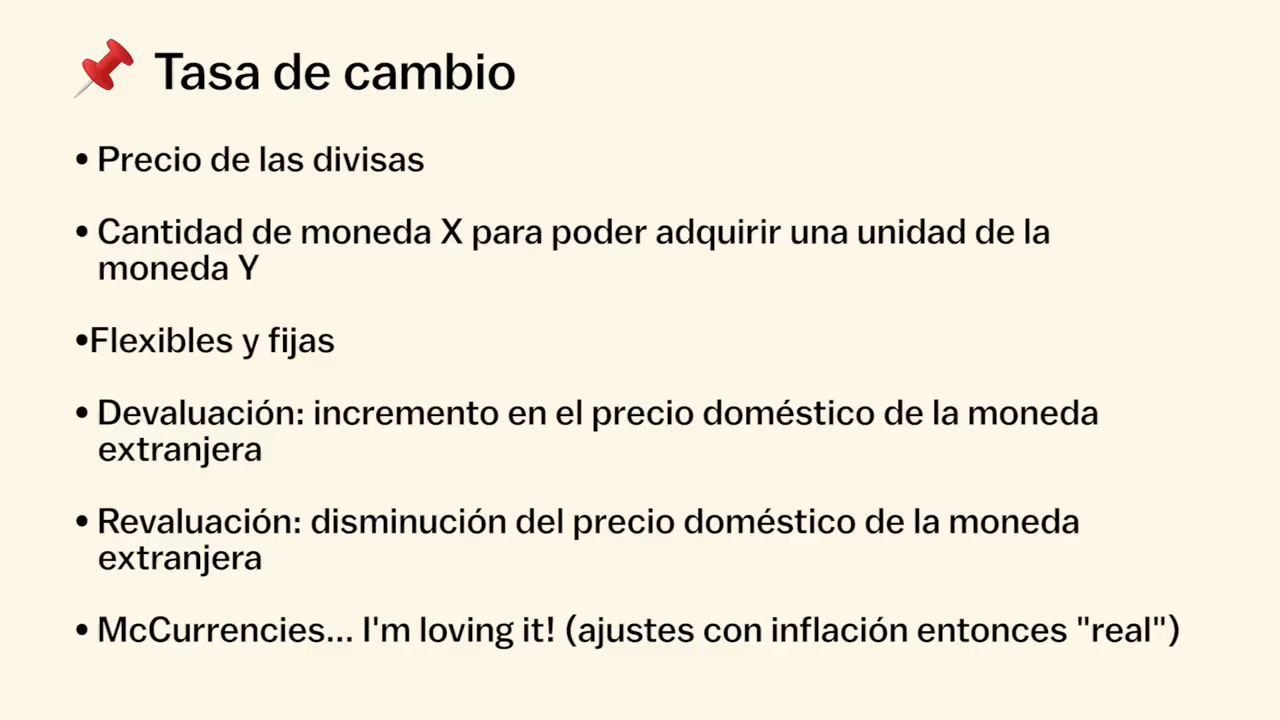 Tasa de cambio
• Precio de las divisas
• Cantidad de moneda X para poder adquirir una unidad de la
moneda Y
•Flexibles y fijas
• Devaluación: incremento en el precio doméstico de la moneda
extranjera
• Revaluación: disminución del precio doméstico de la moneda
extranjera
• McCurrencies... I'm loving it! (ajustes con inflación entonces "real")